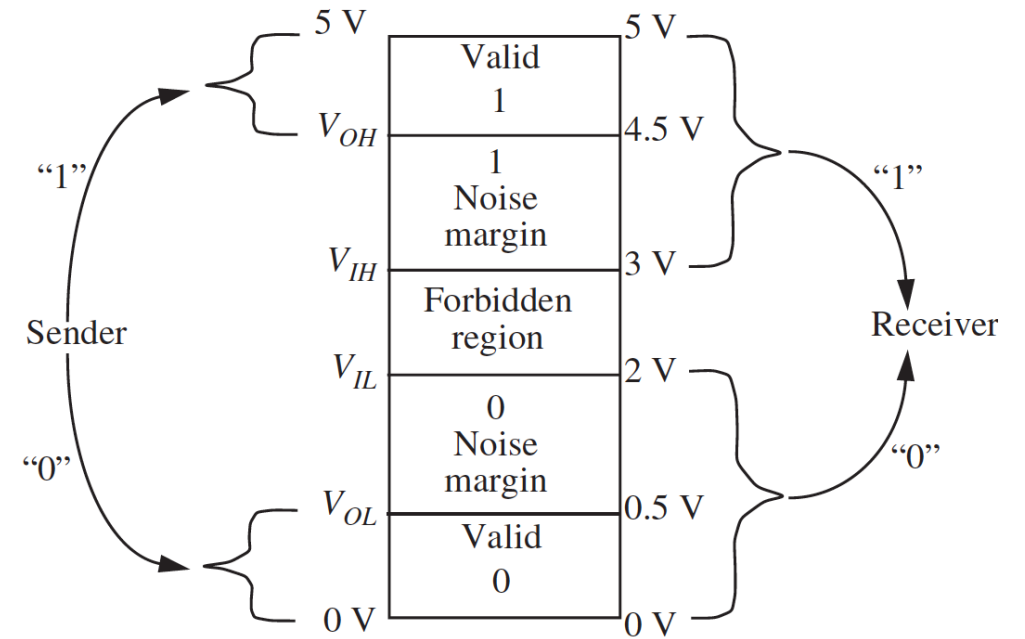 5 V
5 V
Valid
1
V_OH
4.5 V
1
Noise
margin
“1”
“1”
V_IH
3 V
Forbidden
region
Sender
Receiver
V_IL
2 V
0
Noise
margin
“0”
“0”
V_OL
0.5 V
Valid
0
0 V
0 V